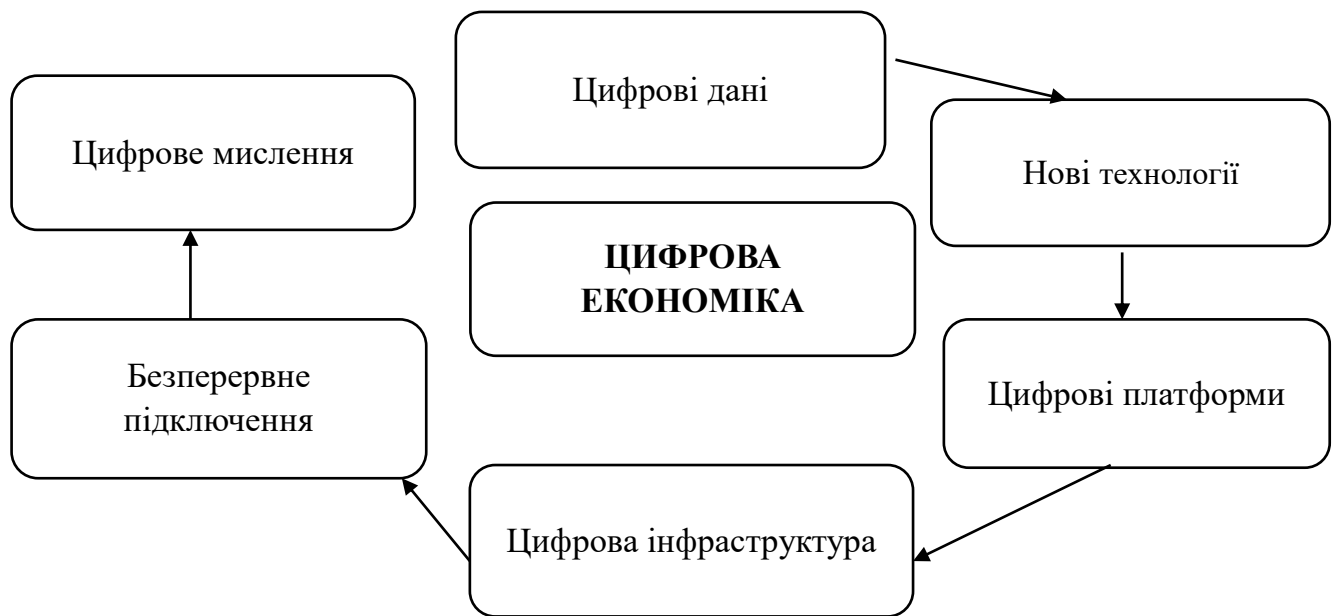 Цифрові дані
Цифрове мислення
Нові технології
ЦИФРОВА
ЕКОНОМІКА
Безперервне
підключення
Цифрові платформи
Цифрова інфраструктура